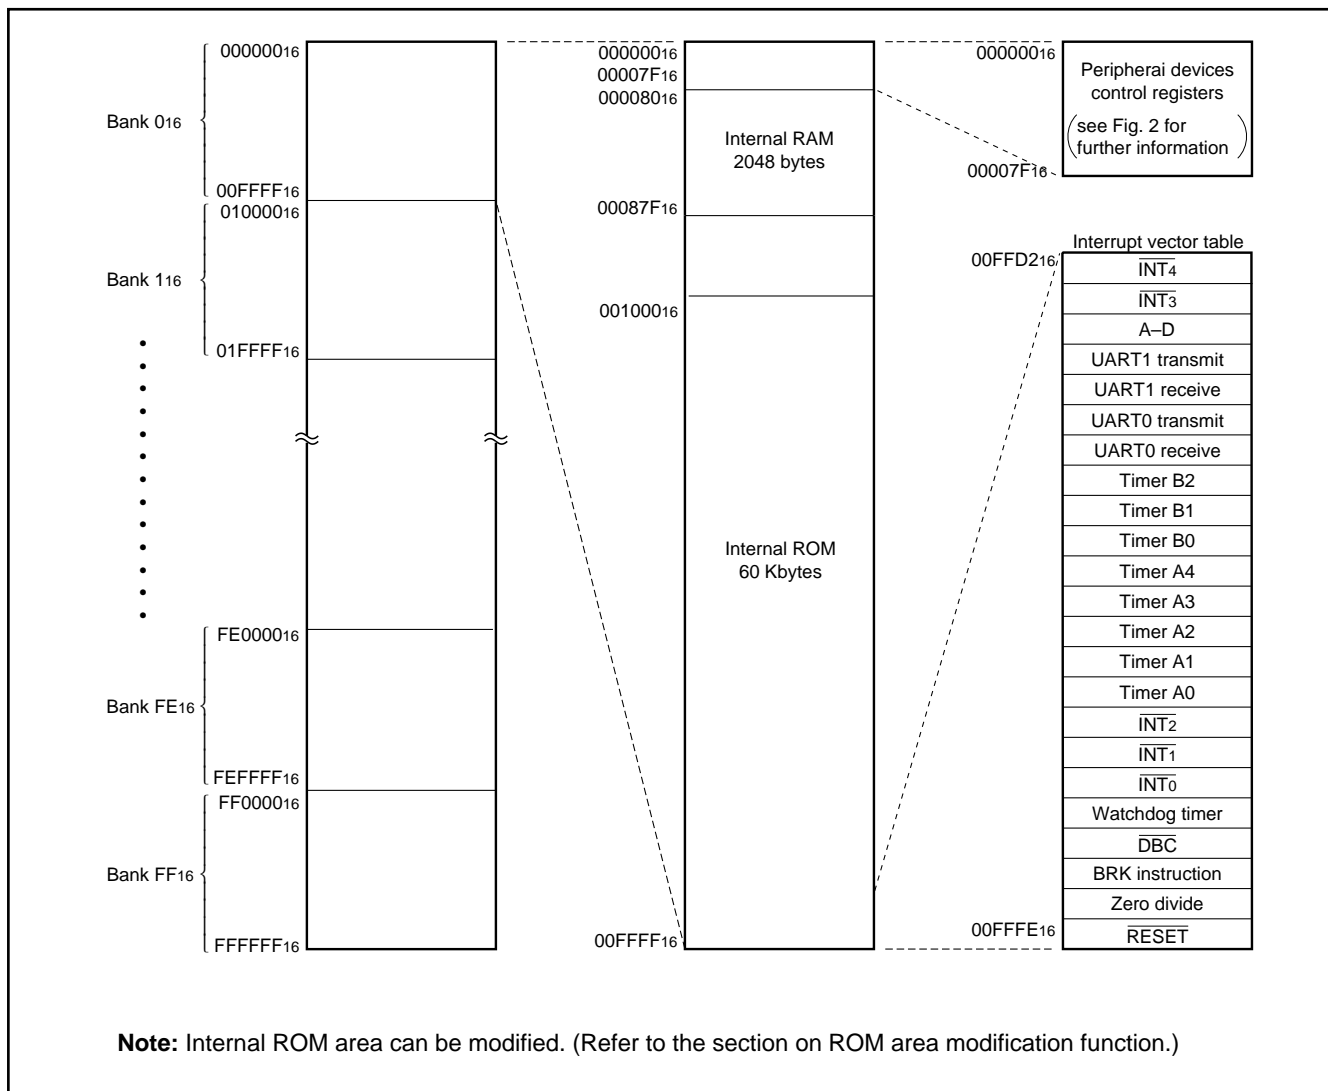 000000₁₆
Bank 0₁₆
00FFFF₁₆
010000₁₆
Bank 1₁₆
01FFFF₁₆
FE0000₁₆
Bank FE₁₆
FEFFFF₁₆
FF0000₁₆
Bank FF₁₆
FFFFFF₁₆
000000₁₆
00007F₁₆
000080₁₆
Internal RAM
2048 bytes
00087F₁₆
001000₁₆
Internal ROM
60 Kbytes
00FFFF₁₆
000000₁₆
Peripherai devices
control registers
(see Fig. 2 for
further information)
00007F₁₆
Interrupt vector table
00FFD2₁₆
INT₄
INT₃
A–D
UART1 transmit
UART1 receive
UART0 transmit
UART0 receive
Timer B2
Timer B1
Timer B0
Timer A4
Timer A3
Timer A2
Timer A1
Timer A0
INT₂
INT₁
INT₀
Watchdog timer
DBC
BRK instruction
Zero divide
00FFFE₁₆
RESET
Note: Internal ROM area can be modified. (Refer to the section on ROM area modification function.)